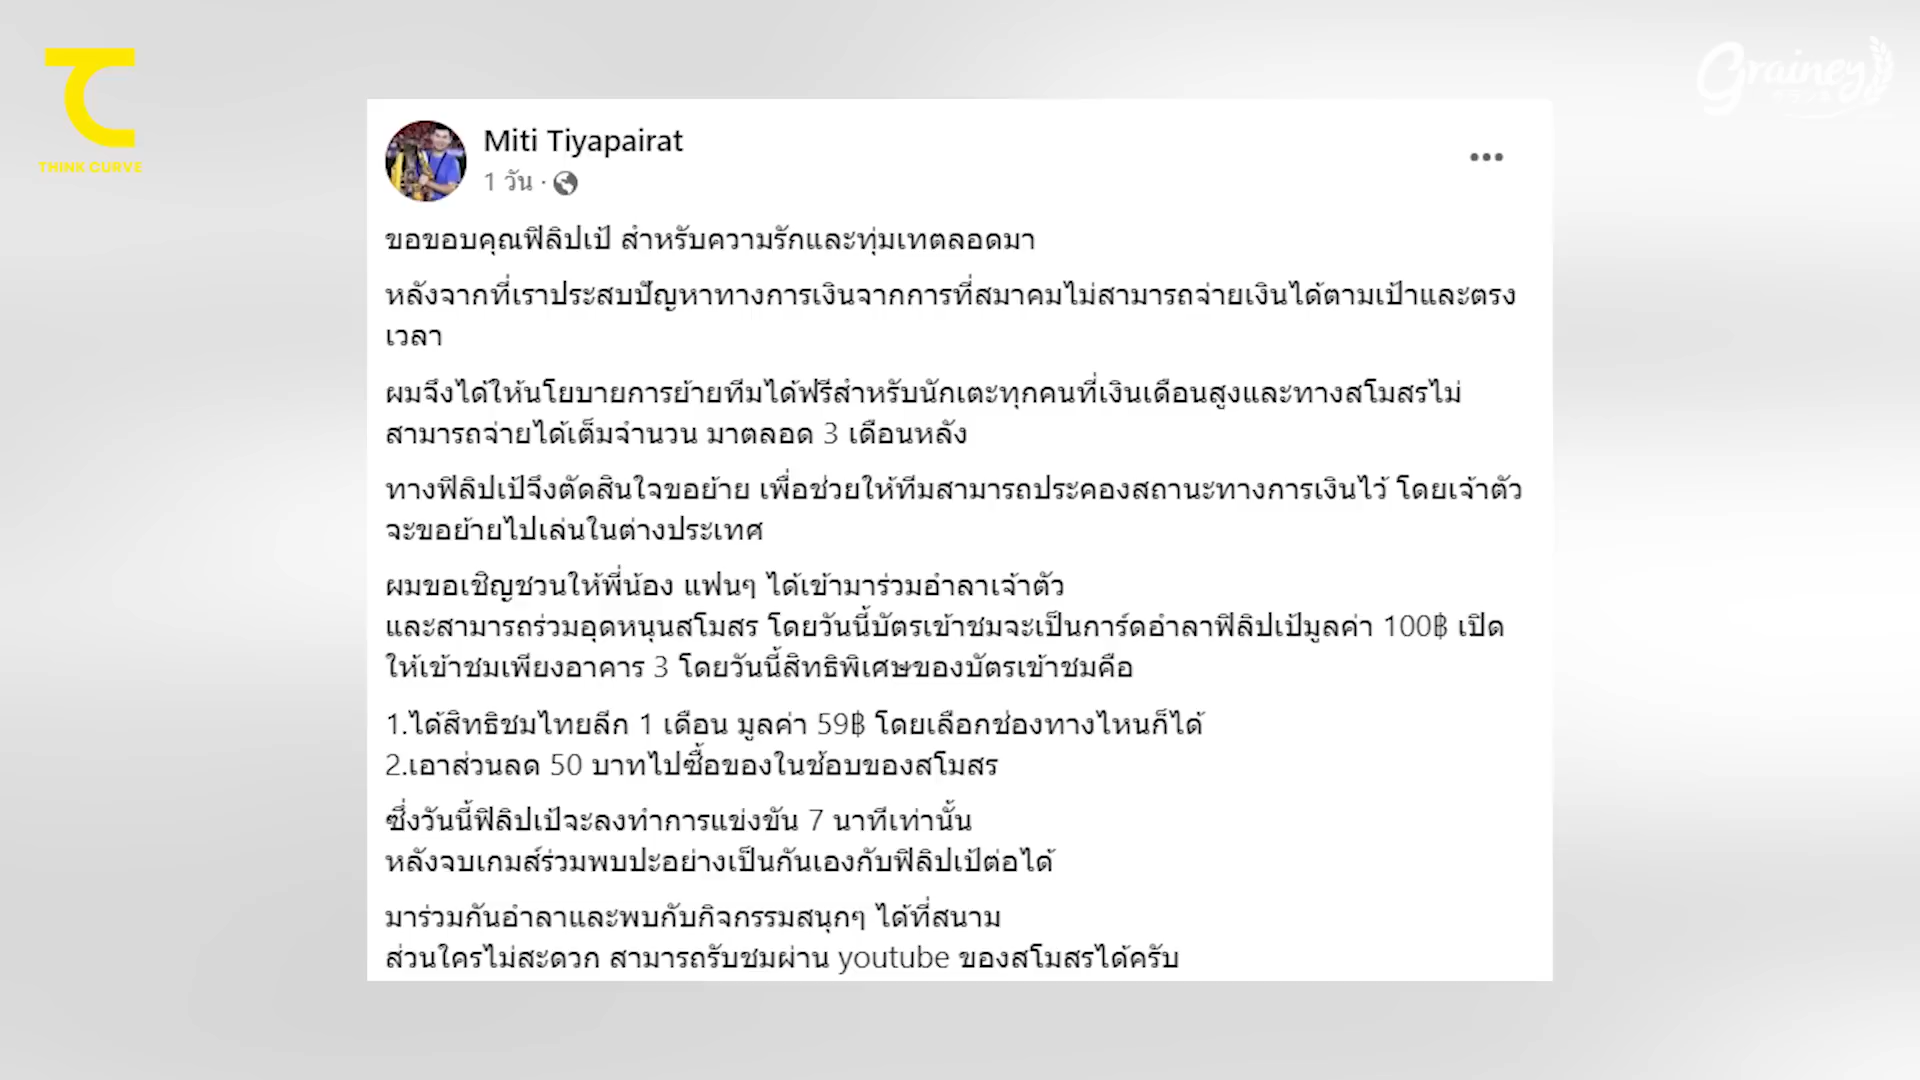 THINK CURVE
Grainey
Miti Tiyapairat
1 วัน ·
ขอขอบคุณฟิลิปเป้ สำหรับความรักและทุ่มเทตลอดมา
หลังจากที่เราประสบปัญหาทางการเงินจากการที่สมาคมไม่สามารถจ่ายเงินได้ตามเป้าและตรง
เวลา
ผมจึงได้ให้นโยบายการย้ายทีมได้ฟรีสำหรับนักเตะทุกคนที่เงินเดือนสูงและทางสโมสรไม่
สามารถจ่ายได้เต็มจำนวน มาตลอด 3 เดือนหลัง
ทางฟิลิปเป้จึงตัดสินใจขอย้าย เพื่อช่วยให้ทีมสามารถประคองสถานะทางการเงินไว้ โดยเจ้าตัว
จะขอย้ายไปเล่นในต่างประเทศ
ผมขอเชิญชวนให้พี่น้อง แฟนๆ ได้เข้ามาร่วมอำลาเจ้าตัว
และสามารถร่วมอุดหนุนสโมสร โดยวันนี้บัตรเข้าชมจะเป็นการ์ดอำลาฟิลิปเป้มูลค่า 100฿ เปิด
ให้เข้าชมเพียงอาคาร 3 โดยวันนี้สิทธิพิเศษของบัตรเข้าชมคือ
1.ได้สิทธิชมไทยลีก 1 เดือน มูลค่า 59฿ โดยเลือกช่องทางไหนก็ได้
2.เอาส่วนลด 50 บาทไปซื้อของในช้อบของสโมสร
ซึ่งวันนี้ฟิลิปเป้จะลงทำการแข่งขัน 7 นาทีเท่านั้น
หลังจบเกมส์ร่วมพบปะอย่างเป็นกันเองกับฟิลิปเป้ต่อได้
มาร่วมกันอำลาและพบกับกิจกรรมสนุกๆ ได้ที่สนาม
ส่วนใครไม่สะดวก สามารถรับชมผ่าน youtube ของสโมสรได้ครับ